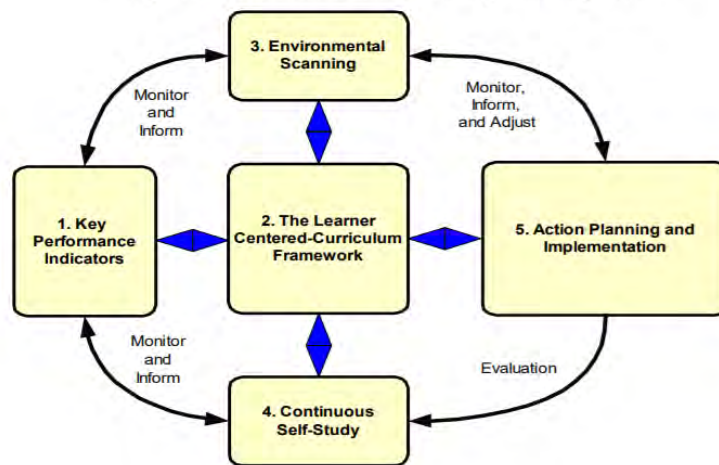 3. Environmental
Scanning
Monitor
and
Inform
Monitor,
Inform,
and Adjust
1. Key
Performance
Indicators
2. The Learner
Centered-Curriculum
Framework
5. Action Planning and
Implementation
Monitor
and
Inform
Evaluation
4. Continuous
Self-Study